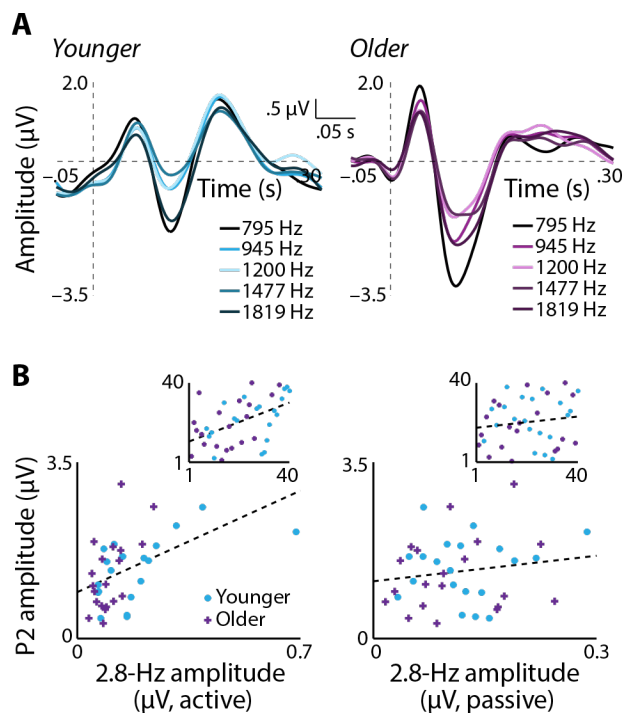 A
Younger
Older
Amplitude (μV)
2.0
–.05
–3.5
.5 μV
.05 s
Time (s)
.30
795 Hz
945 Hz
1200 Hz
1477 Hz
1819 Hz
2.0
–.05
–3.5
Time (s)
.30
795 Hz
945 Hz
1200 Hz
1477 Hz
1819 Hz
B
P2 amplitude (μV)
40
1
1
40
3.5
0
0
0.7
Younger
Older
2.8-Hz amplitude
(μV, active)
40
1
1
40
3.5
0
0
0.3
2.8-Hz amplitude
(μV, passive)